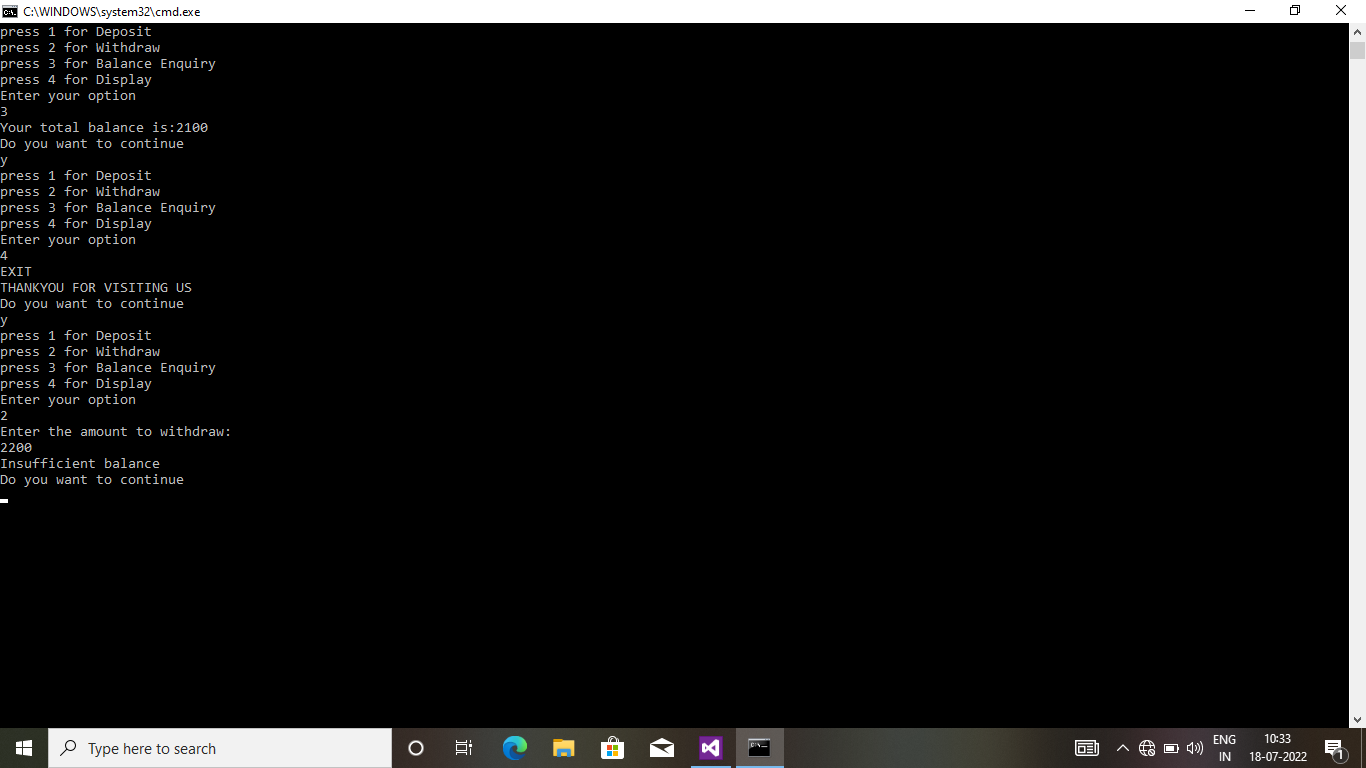 C:\WINDOWS\system32\cmd.exe
press 1 for Deposit
press 2 for Withdraw
press 3 for Balance Enquiry
press 4 for Display
Enter your option
3
Your total balance is:2100
Do you want to continue
y
press 1 for Deposit
press 2 for Withdraw
press 3 for Balance Enquiry
press 4 for Display
Enter your option
4
EXIT
THANKYOU FOR VISITING US
Do you want to continue
y
press 1 for Deposit
press 2 for Withdraw
press 3 for Balance Enquiry
press 4 for Display
Enter your option
2
Enter the amount to withdraw:
2200
Insufficient balance
Do you want to continue
Type here to search
ENG
IN
10:33
18-07-2022
1